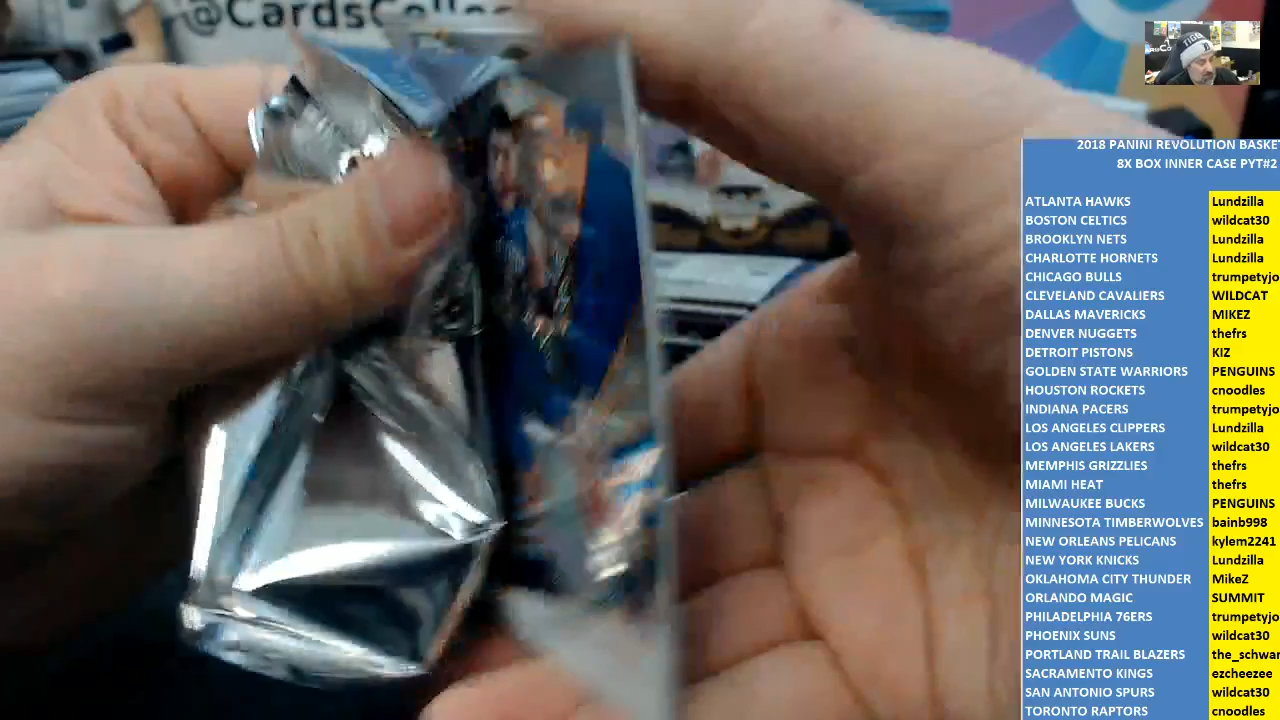 @CardsCollec
2018 PANINI REVOLUTION BASKE
8X BOX INNER CASE PYT#2
ATLANTA HAWKS Lundzilla
BOSTON CELTICS wildcat30
BROOKLYN NETS Lundzilla
CHARLOTTE HORNETS Lundzilla
CHICAGO BULLS trumpetyjo
CLEVELAND CAVALIERS WILDCAT
DALLAS MAVERICKS MIKEZ
DENVER NUGGETS thefrs
DETROIT PISTONS KIZ
GOLDEN STATE WARRIORS PENGUINS
HOUSTON ROCKETS cnoodles
INDIANA PACERS trumpetyjo
LOS ANGELES CLIPPERS Lundzilla
LOS ANGELES LAKERS wildcat30
MEMPHIS GRIZZLIES thefrs
MIAMI HEAT thefrs
MILWAUKEE BUCKS PENGUINS
MINNESOTA TIMBERWOLVES bainb998
NEW ORLEANS PELICANS kylem2241
NEW YORK KNICKS Lundzilla
OKLAHOMA CITY THUNDER MikeZ
ORLANDO MAGIC SUMMIT
PHILADELPHIA 76ERS trumpetyjo
PHOENIX SUNS wildcat30
PORTLAND TRAIL BLAZERS the_schwar
SACRAMENTO KINGS ezcheezee
SAN ANTONIO SPURS wildcat30
TORONTO RAPTORS cnoodles